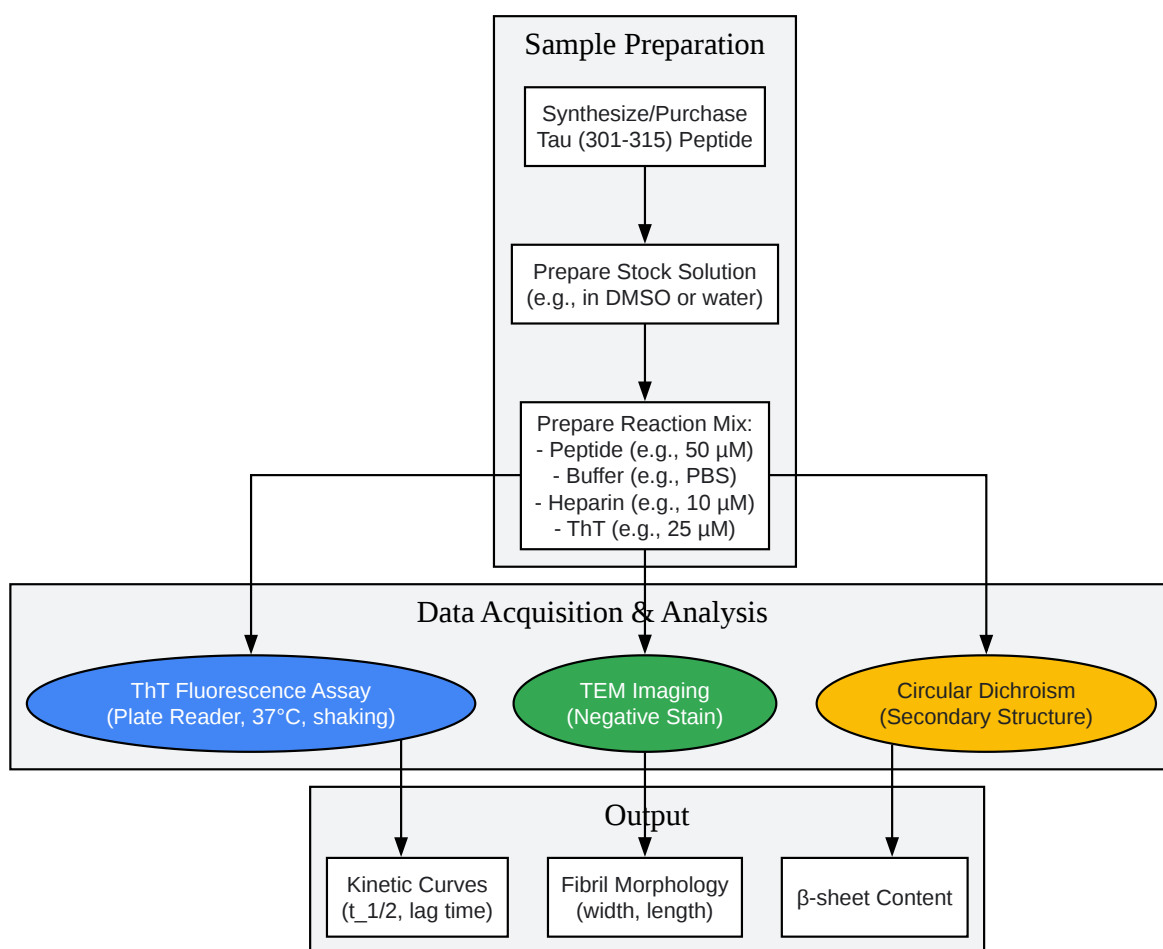 Sample Preparation
Synthesize/Purchase
Tau (301-315) Peptide
Prepare Stock Solution
(e.g., in DMSO or water)
Prepare Reaction Mix:
- Peptide (e.g., 50 µM)
- Buffer (e.g., PBS)
- Heparin (e.g., 10 µM)
- ThT (e.g., 25 µM)
Data Acquisition & Analysis
ThT Fluorescence Assay
(Plate Reader, 37°C, shaking)
TEM Imaging
(Negative Stain)
Circular Dichroism
(Secondary Structure)
Output
Kinetic Curves
(t_1/2, lag time)
Fibril Morphology
(width, length)
β-sheet Content